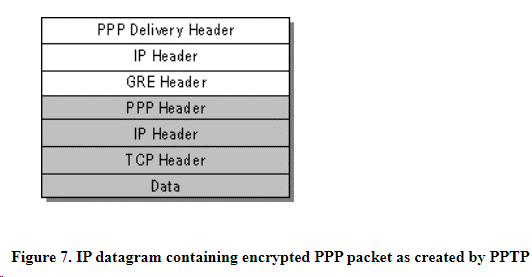 PPP Delivery Header
IP Header
GRE Header
PPP Header
IP Header
TCP Header
Data
Figure 7. IP datagram containing encrypted PPP packet as created by PPTP